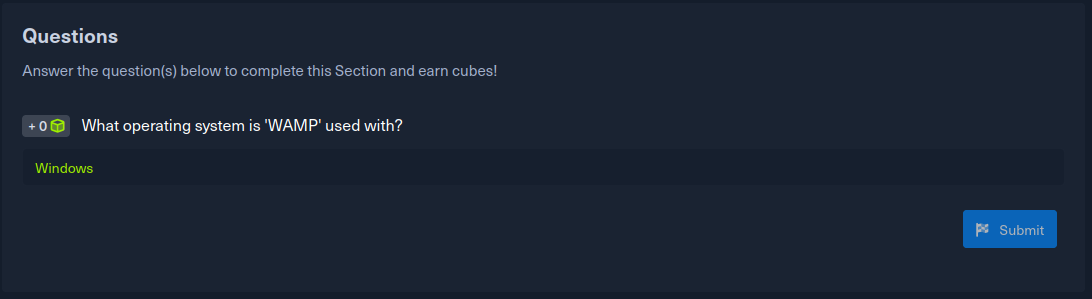 Questions
Answer the question(s) below to complete this Section and earn cubes!
+ 0 What operating system is 'WAMP' used with?
Windows
Submit